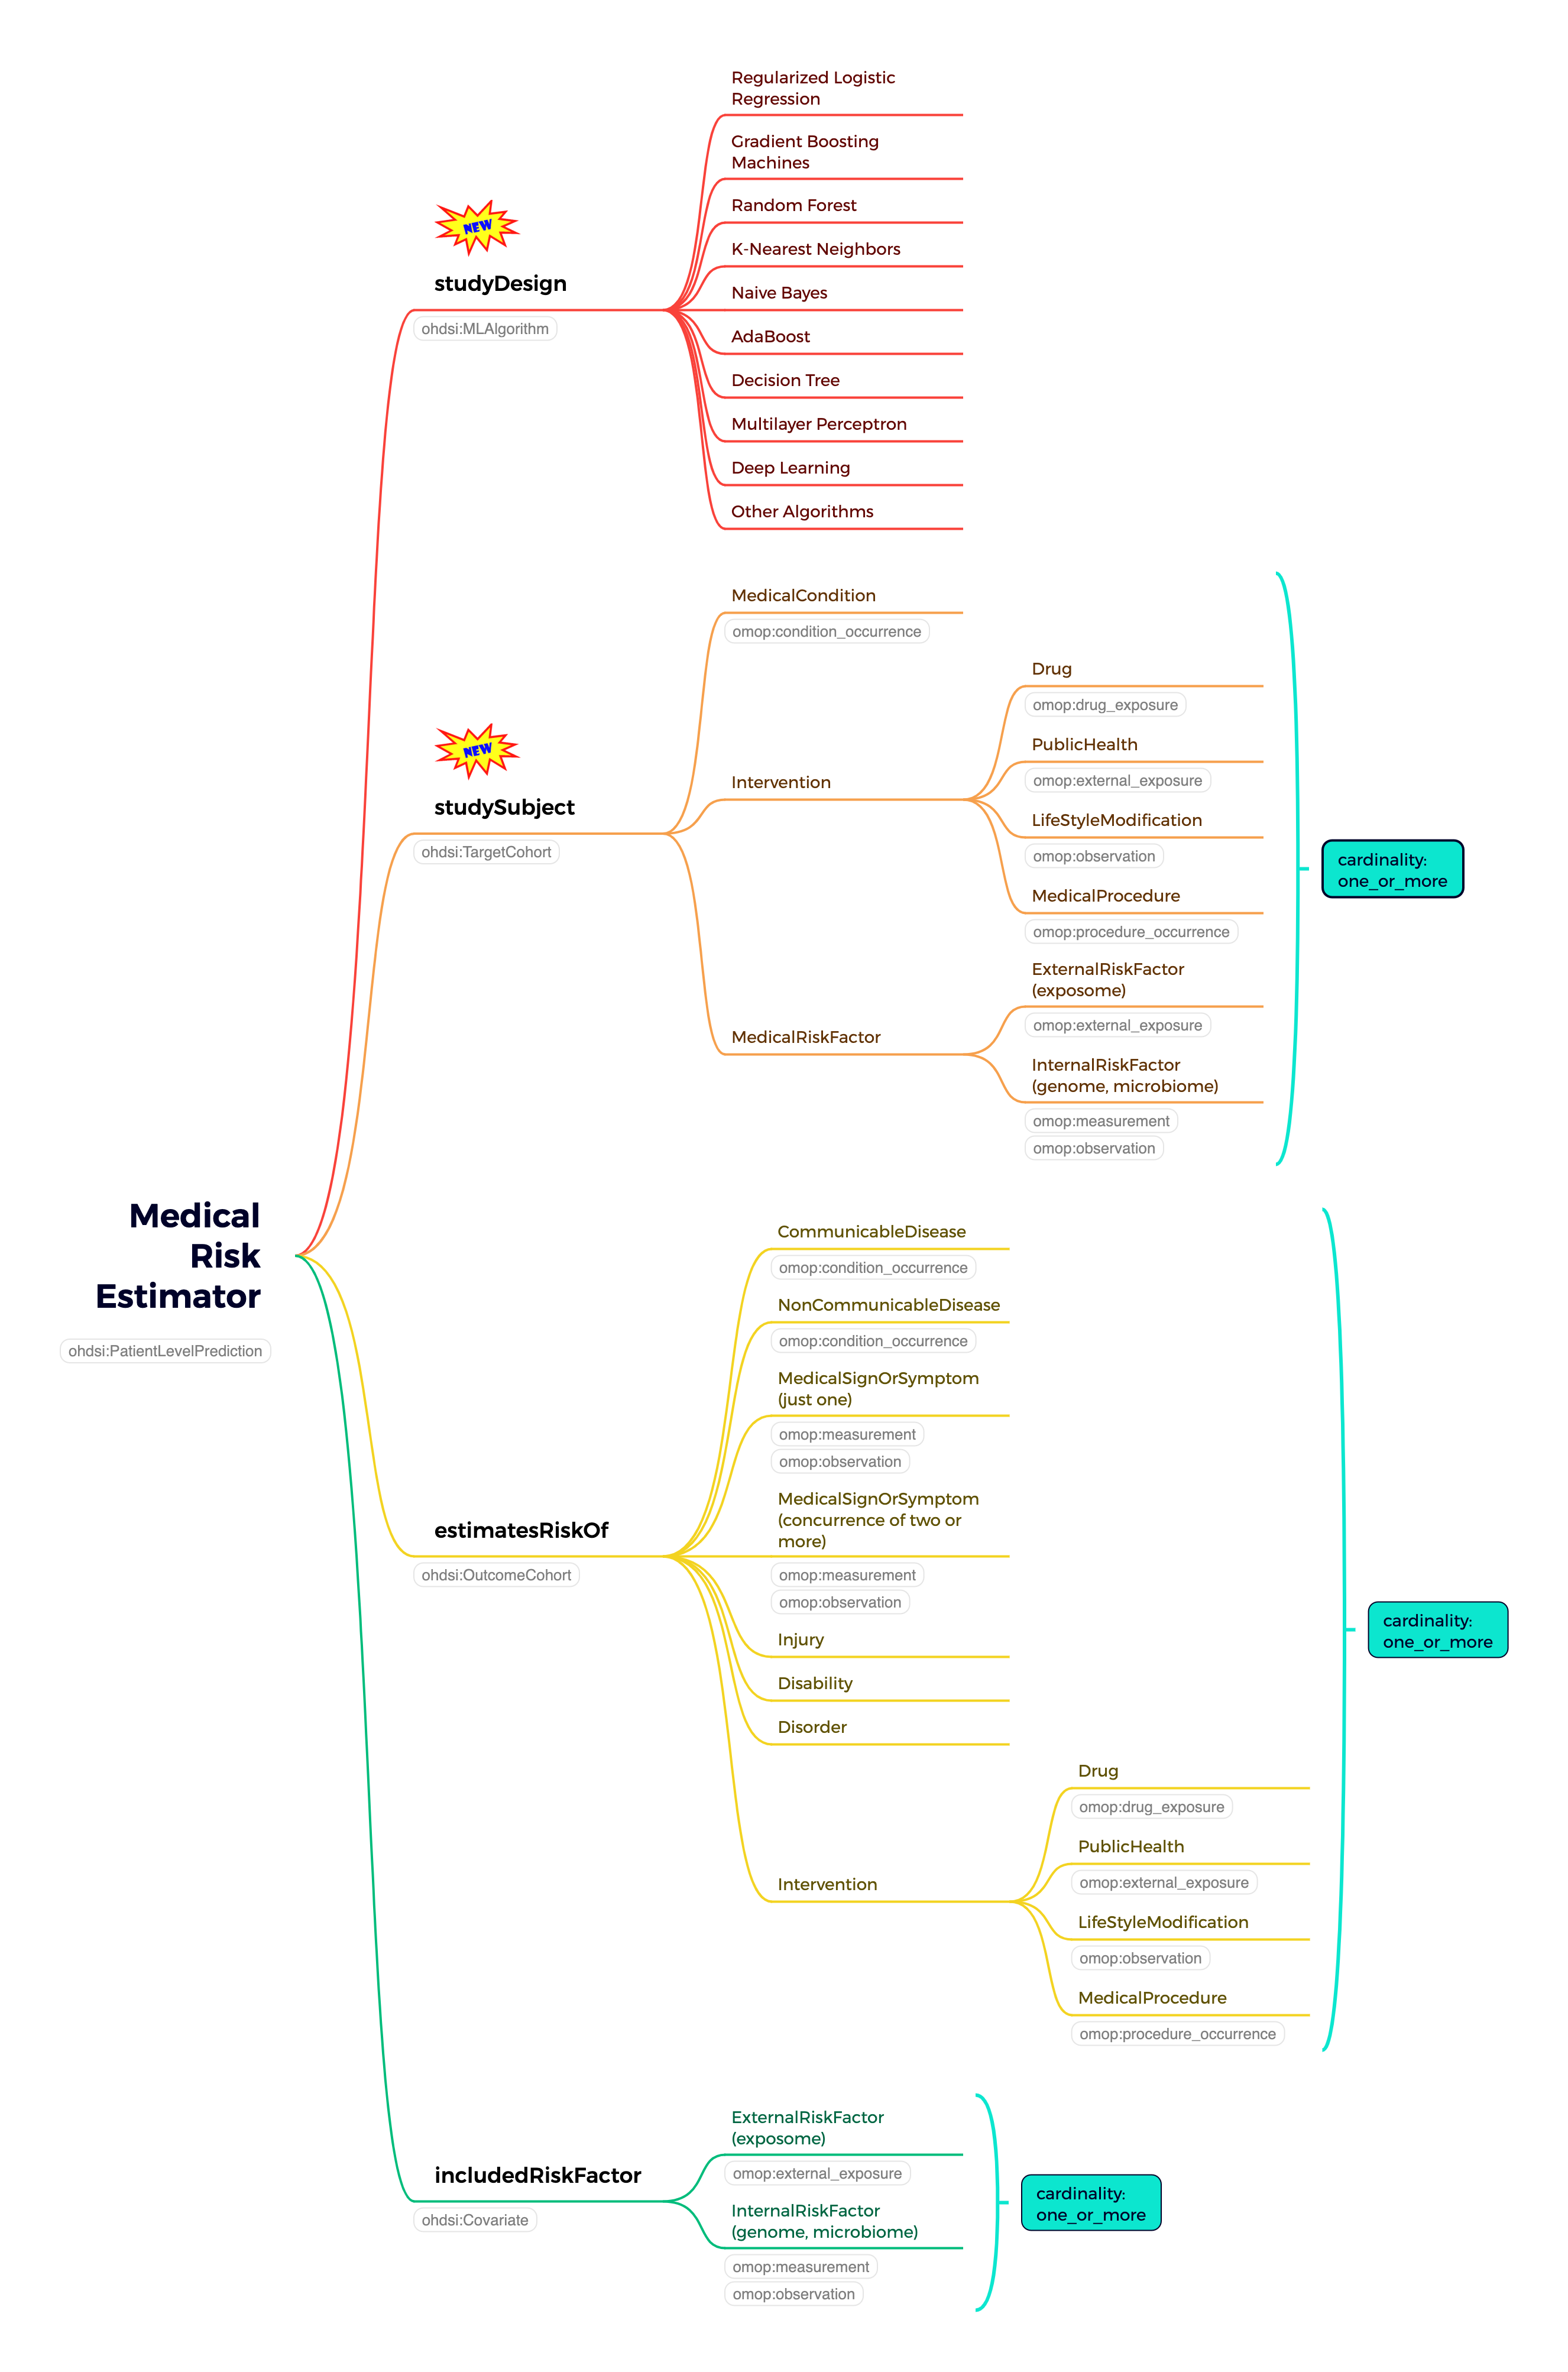 Regularized Logistic
Regression
Gradient Boosting
Machines
Random Forest
NEW
K-Nearest Neighbors
studyDesign
Naive Bayes
ohdsi:MLAlgorithm
AdaBoost
Decision Tree
Multilayer Perceptron
Deep Learning
Other Algorithms
MedicalCondition
omop:condition_occurrence
Drug
omop:drug_exposure
NEW
PublicHealth
omop:external_exposure
Intervention
studySubject
LifeStyleModification
ohdsi:TargetCohort
omop:observation
cardinality:
one_or_more
MedicalProcedure
omop:procedure_occurrence
ExternalRiskFactor
(exposome)
omop:external_exposure
MedicalRiskFactor
InternalRiskFactor
(genome, microbiome)
omop:measurement
omop:observation
Medical
Risk
Estimator
ohdsi:PatientLevelPrediction
CommunicableDisease
omop:condition_occurrence
NonCommunicableDisease
omop:condition_occurrence
MedicalSignOrSymptom
(just one)
omop:measurement
omop:observation
MedicalSignOrSymptom
(concurrence of two or
more)
omop:measurement
omop:observation
estimatesRiskOf
ohdsi:OutcomeCohort
Injury
Disability
Disorder
cardinality:
one_or_more
Drug
omop:drug_exposure
PublicHealth
omop:external_exposure
Intervention
LifeStyleModification
omop:observation
MedicalProcedure
omop:procedure_occurrence
ExternalRiskFactor
(exposome)
omop:external_exposure
includedRiskFactor
ohdsi:Covariate
InternalRiskFactor
(genome, microbiome)
omop:measurement
omop:observation
cardinality:
one_or_more